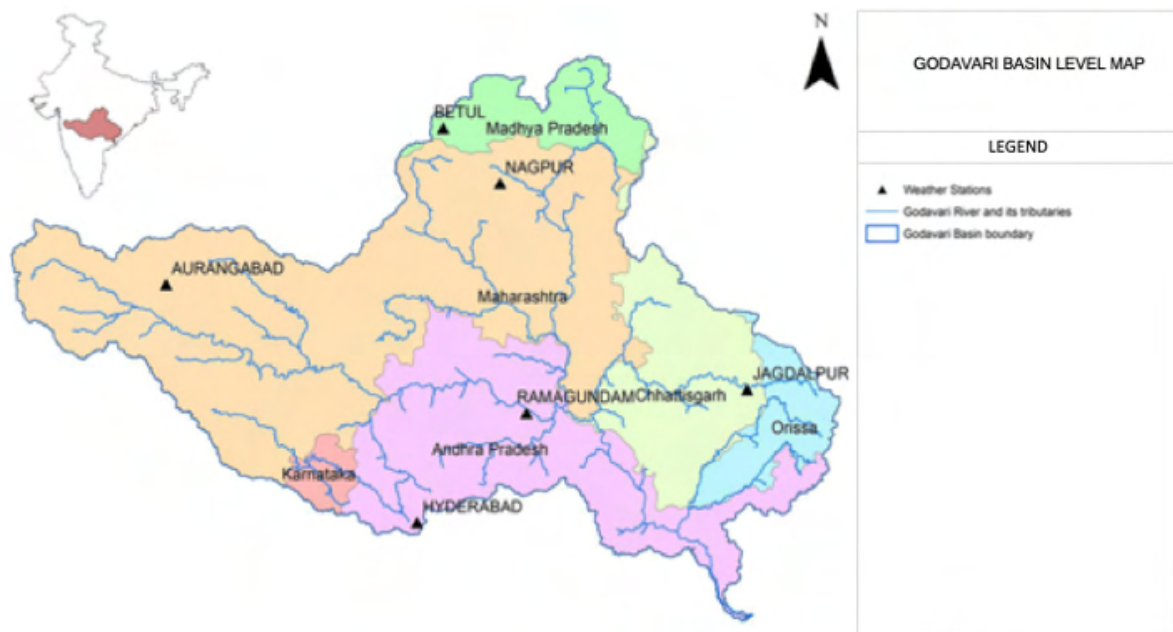 N
GODAVARI BASIN LEVEL MAP
LEGEND
Weather Stations
Godavari River and its tributaries
Godavari Basin boundary
BETUL
Madhya Pradesh
NAGPUR
AURANGABAD
Maharashtra
JAGDALPUR
RAMAGUNDAM
Chhattisgarh
Orissa
Andhra Pradesh
Karnataka
HYDERABAD